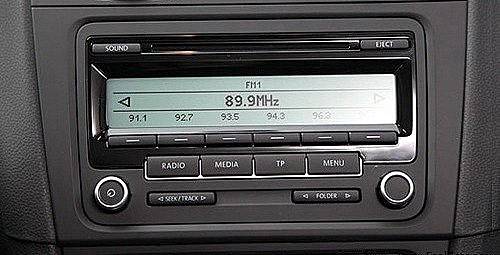 SOUND
EJECT
FM1
89.9MHz
91.1 92.7 93.5 94.3 96.3
RADIO MEDIA TP MENU
SEEK/TRACK FOLDER